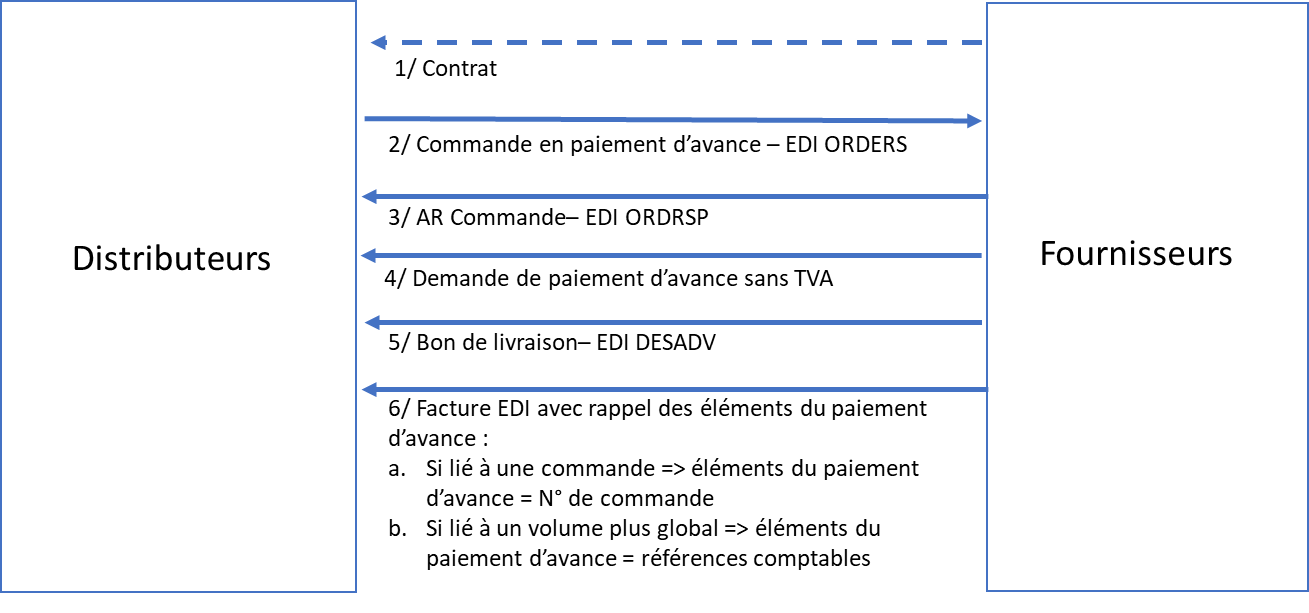 1/ Contrat
2/ Commande en paiement d’avance – EDI ORDERS
3/ AR Commande– EDI ORDRSP
Distributeurs
Fournisseurs
4/ Demande de paiement d’avance sans TVA
5/ Bon de livraison– EDI DESADV
6/ Facture EDI avec rappel des éléments du paiement
d’avance :
a. Si lié à une commande => éléments du paiement
d’avance = N° de commande
b. Si lié à un volume plus global => éléments du
paiement d’avance = références comptables